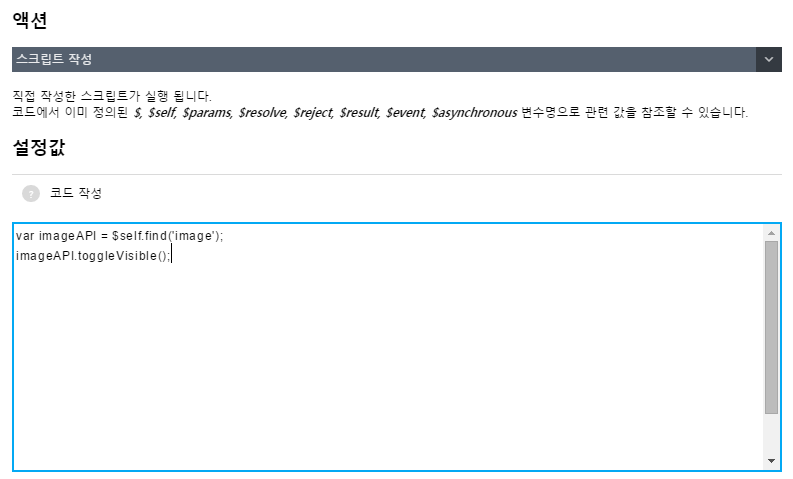 액션
스크립트 작성
직접 작성한 스크립트가 실행 됩니다.
코드에서 이미 정의된 $, $self, $params, $resolve, $reject, $result, $event, $asynchronous 변수명으로 관련 값을 참조할 수 있습니다.
설정값
? 코드 작성
var imageAPI = $self.find('image');
imageAPI.toggleVisible();